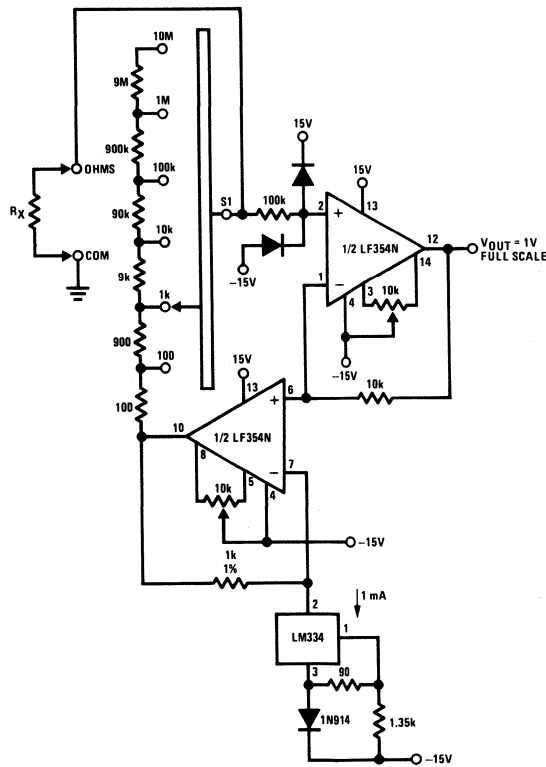 10M
9M
1M
900k
100k
90k
10k
9k
1k
900
100
100
OHMS
RX
COM
S1
100k
15V
-15V
15V
2
+
13
1/2 LF354N
12
14
VOUT = 1V
FULL SCALE
1
-
3
10k
4
-15V
10k
15V
13
6
+
10
1/2 LF354N
8
7
-
5
10k
4
-15V
1k
1%
1 mA
2
LM334
1
3
90
1N914
1.35k
-15V